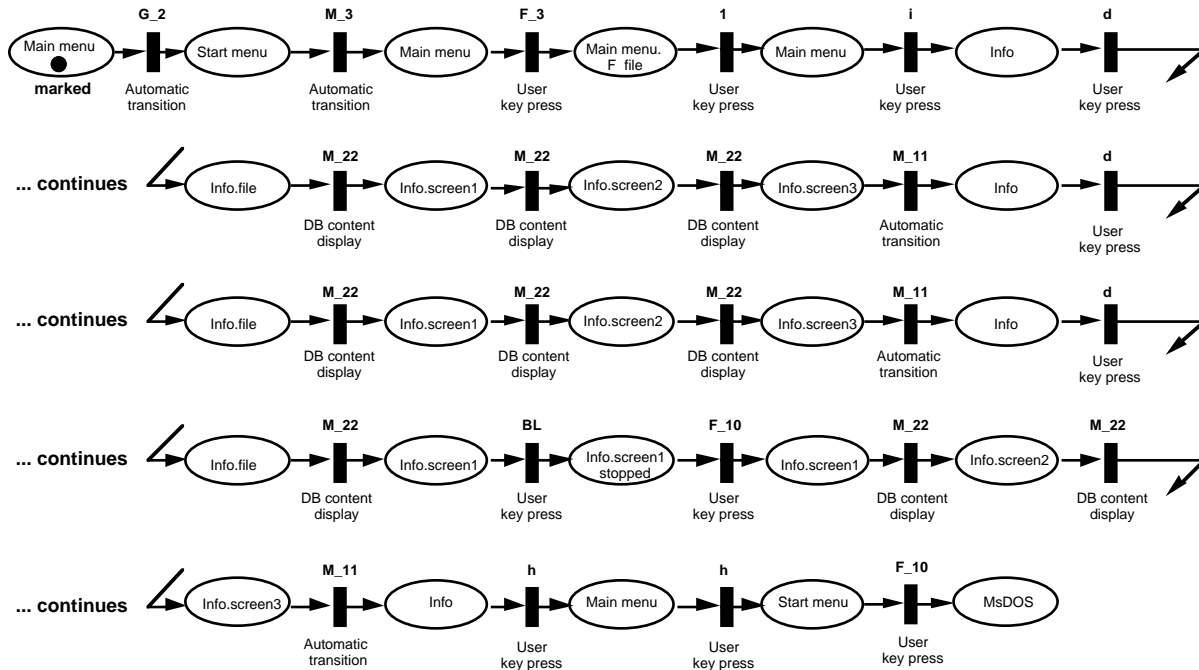 G_2 M_3 F_3 1 i d
Main menu Start menu Main menu Main menu. Main menu Info
F_file
marked Automatic Automatic User User User User
transition transition key press key press key press key press
M_22 M_22 M_22 M_11 d
... continues Info.file Info.screen1 Info.screen2 Info.screen3 Info
DB content DB content DB content Automatic User
display display display transition key press
M_22 M_22 M_22 M_11 d
... continues Info.file Info.screen1 Info.screen2 Info.screen3 Info
DB content DB content DB content Automatic User
display display display transition key press
M_22 BL F_10 M_22 M_22
... continues Info.file Info.screen1 Info.screen1 Info.screen1 Info.screen2
stopped
DB content User User DB content DB content
display key press key press display display
M_11 h h F_10
... continues Info.screen3 Info Main menu Start menu MsDOS
Automatic User User User
transition key press key press key press